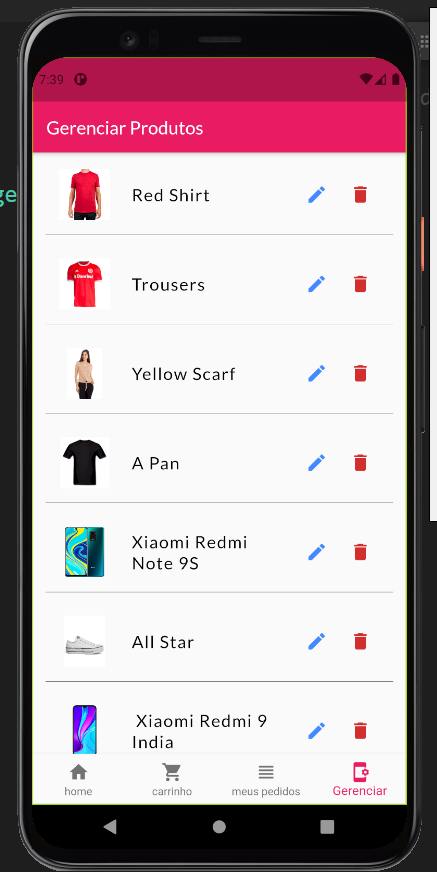 ge
7:39
Gerenciar Produtos
Red Shirt
Trousers
Yellow Scarf
A Pan
Xiaomi Redmi
Note 9S
All Star
Xiaomi Redmi 9
India
home
carrinho
meus pedidos
Gerenciar